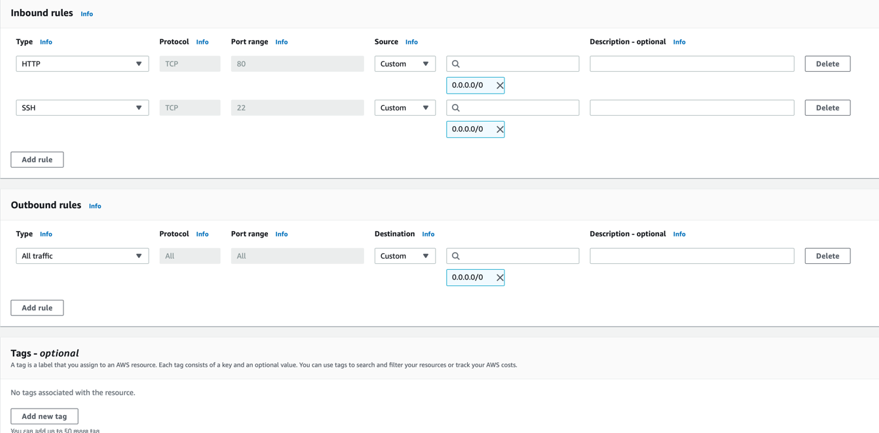 Inbound rules Info
Type Info Protocol Info Port range Info Source Info Description - optional Info
HTTP TCP 80 Custom Delete
0.0.0.0/0
SSH TCP 22 Custom Delete
0.0.0.0/0
Add rule
Outbound rules Info
Type Info Protocol Info Port range Info Destination Info Description - optional Info
All traffic All All Custom Delete
0.0.0.0/0
Add rule
Tags - optional
A tag is a label that you assign to an AWS resource. Each tag consists of a key and an optional value. You can use tags to search and filter your resources or track your AWS costs.
No tags associated with the resource.
Add new tag
You can add up to 50 more tag